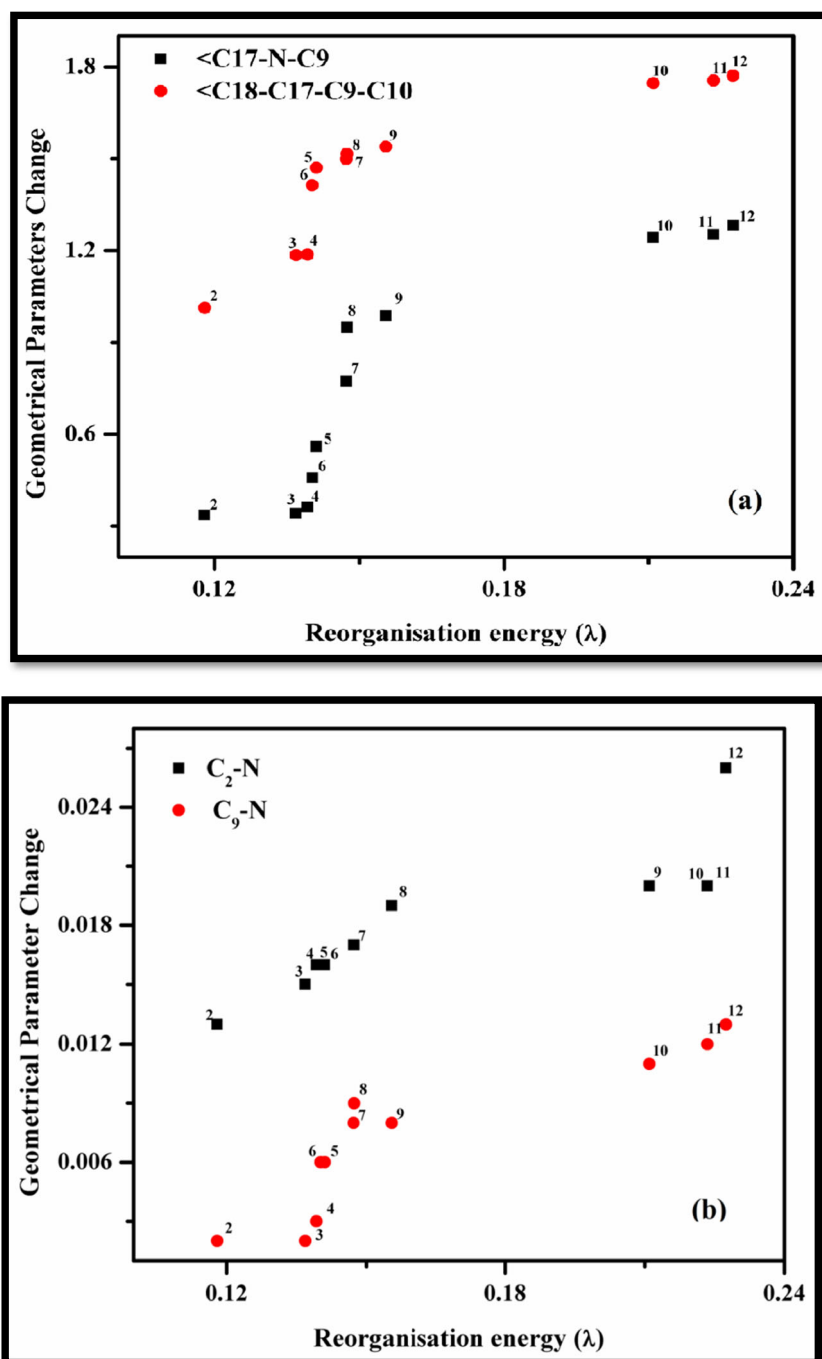 <C17-N-C9
<C18-C17-C9-C10
1.8
1.2
0.6
Geometrical Parameters Change
2
3 4
5
6
8
7
9
10
11 12
2
3 4
6
5
7
8
9
10
11 12
(a)
0.12 0.18 0.24
Reorganisation energy (λ)
C2-N
C9-N
0.024
0.018
0.012
0.006
Geometrical Parameter Change
12
9 10 11
8
7
4 5 6
3
2
12
11
10
8
7 9
6 5
4
2 3
(b)
0.12 0.18 0.24
Reorganisation energy (λ)